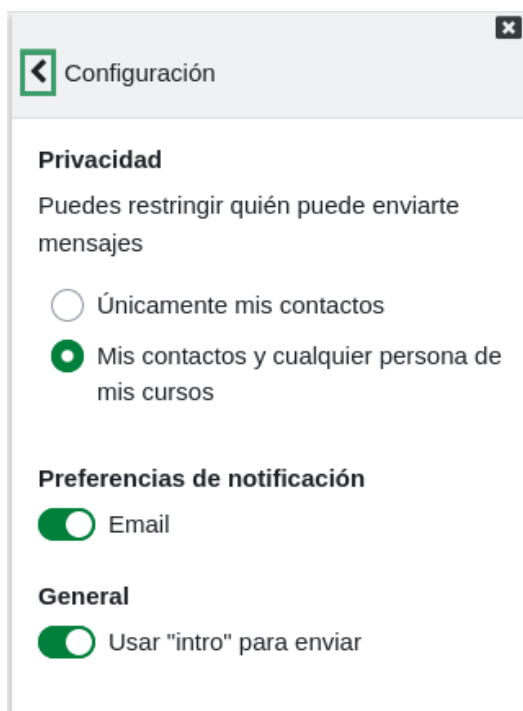 Configuración
Privacidad
Puedes restringir quién puede enviarte
mensajes
Únicamente mis contactos
Mis contactos y cualquier persona de
mis cursos
Preferencias de notificación
Email
General
Usar "intro" para enviar